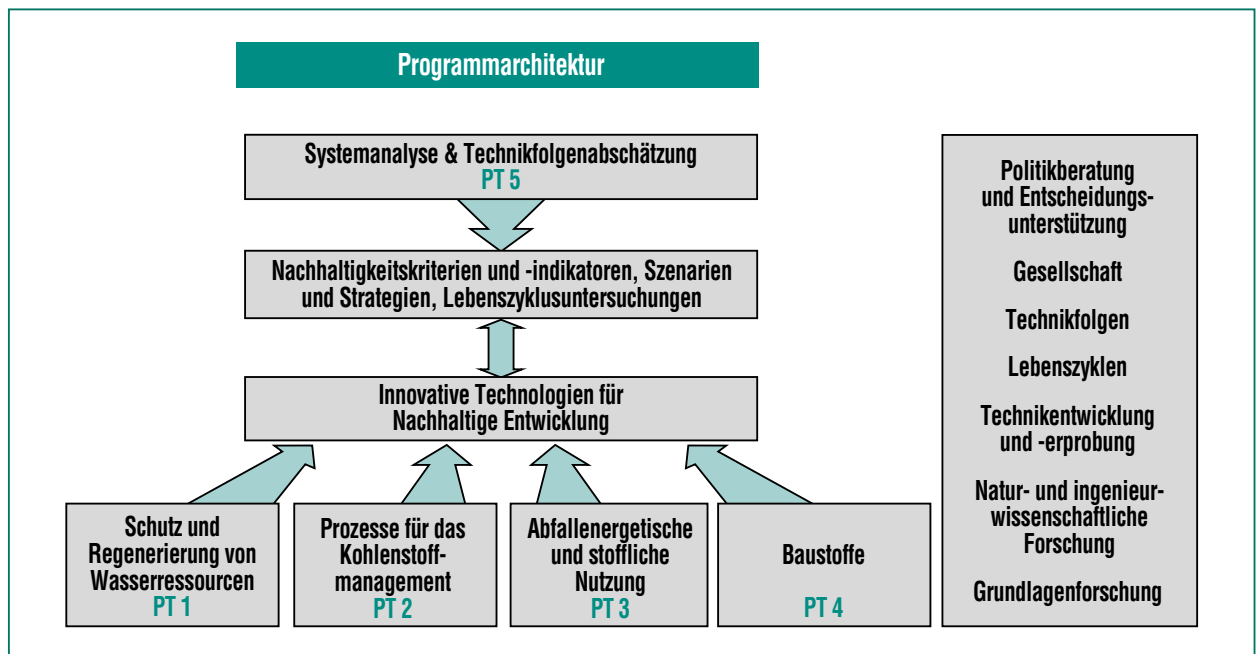 Programmarchitektur
Systemanalyse & Technikfolgenabschätzung
PT 5
Nachhaltigkeitskriterien und -indikatoren, Szenarien
und Strategien, Lebenszyklusuntersuchungen
Innovative Technologien für
Nachhaltige Entwicklung
Schutz und
Regenerierung von
Wasserressourcen
PT 1
Prozesse für das
Kohlenstoff-
management
PT 2
Abfallenergetische
und stoffliche
Nutzung
PT 3
Baustoffe
PT 4
Politikberatung
und Entscheidungs-
unterstützung
Gesellschaft
Technikfolgen
Lebenszyklen
Technikentwicklung
und -erprobung
Natur- und ingenieur-
wissenschaftliche
Forschung
Grundlagenforschung